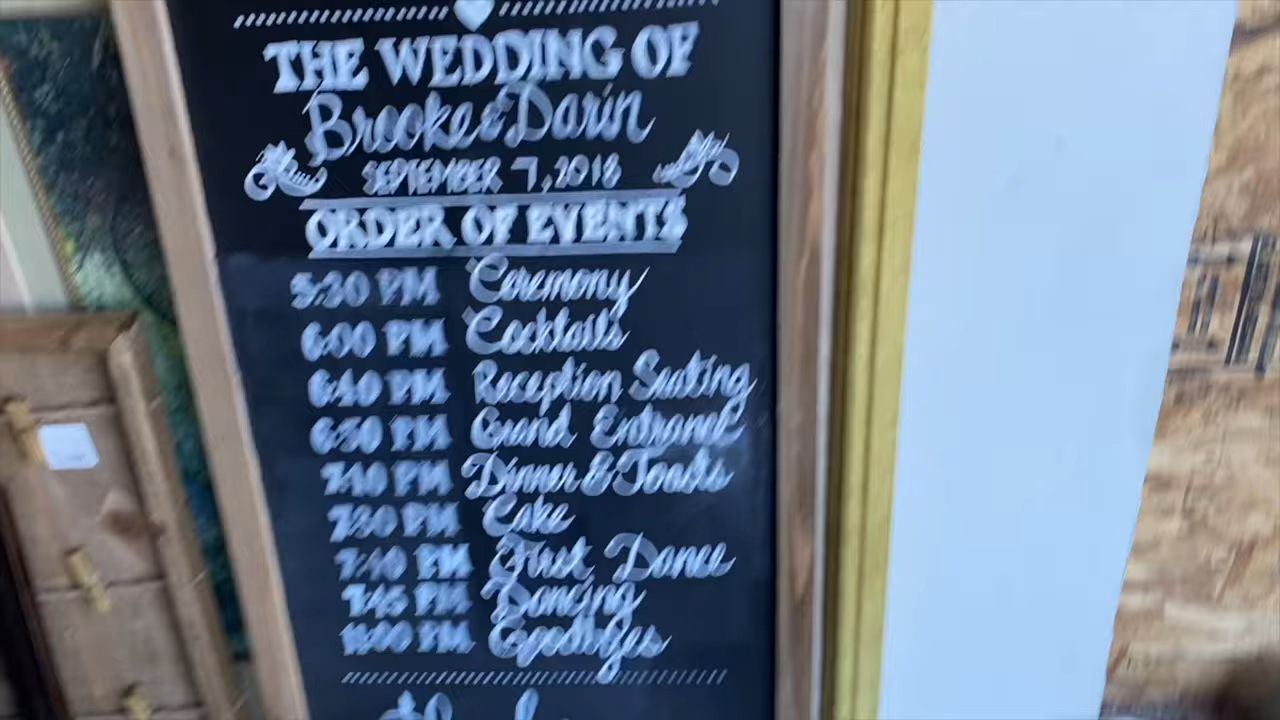 THE WEDDING OF
Brooke & Darin
SEPTEMBER 7, 2018
ORDER OF EVENTS
5:30 PM Ceremony
6:00 PM Cocktails
6:40 PM Reception Seating
6:50 PM Grand Entrance
7:10 PM Dinner & Toasts
7:30 PM Cake
7:40 PM First Dance
7:45 PM Dancing
11:00 PM Goodbyes